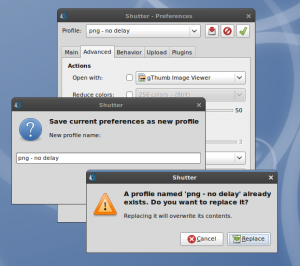 Shutter - Preferences
Profile: png - no delay
Main Advanced Behavior Upload Plugins
Actions
Open with: gThumb Image Viewer
Reduce colors: 256 colors - (8bit)
50
3
Shutter
Save current preferences as new profile
New profile name:
png - no delay
Shutter
A profile named 'png - no delay' already
exists. Do you want to replace it?
Replacing it will overwrite its contents.
Cancel Replace